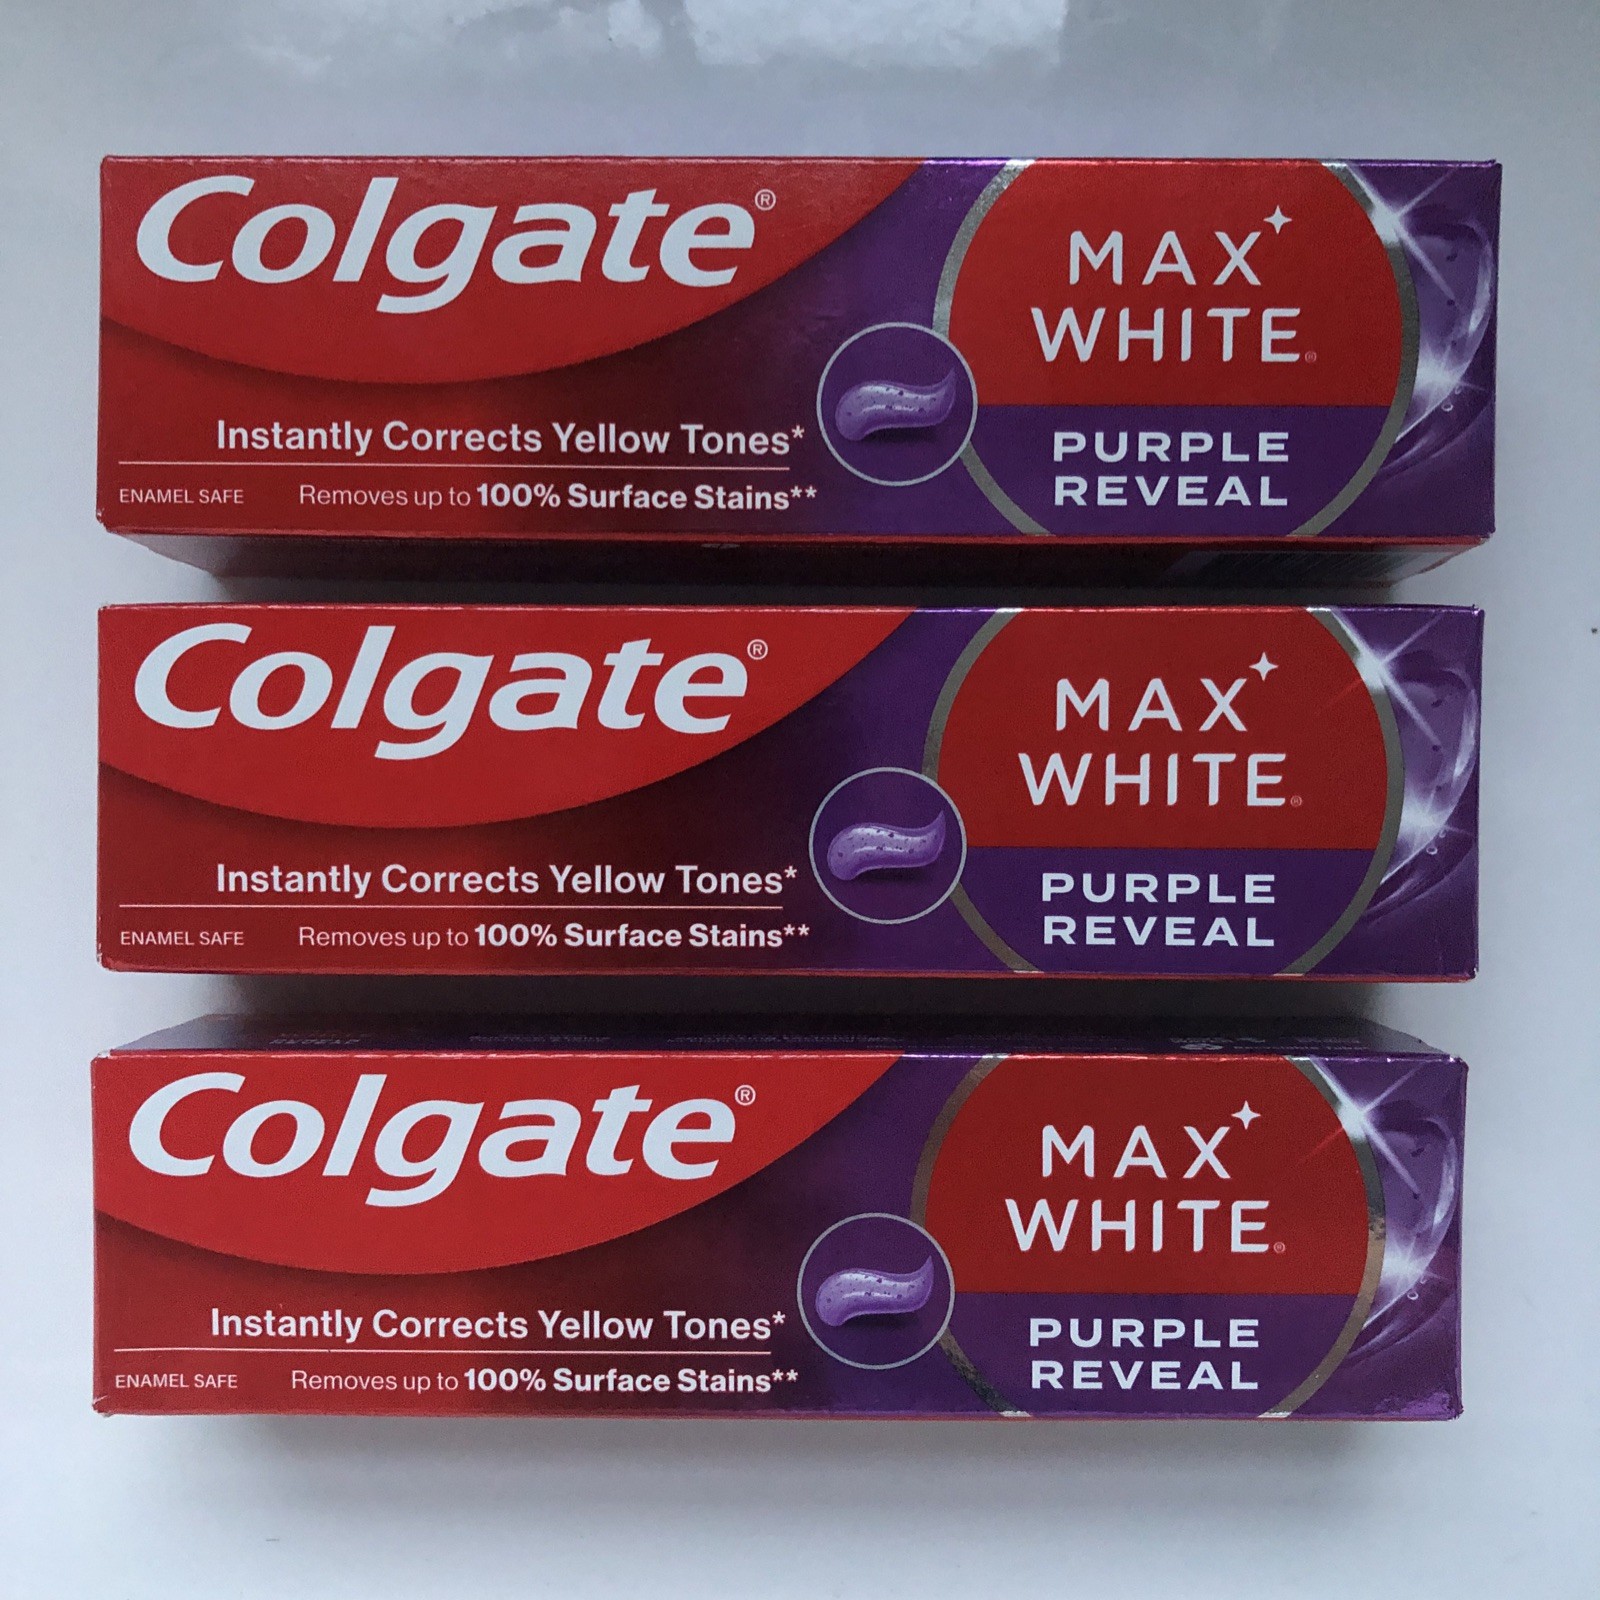 Colgate®
MAX
WHITE®
Instantly Corrects Yellow Tones*
ENAMEL SAFE Removes up to 100% Surface Stains**
PURPLE
REVEAL
Colgate®
MAX
WHITE®
Instantly Corrects Yellow Tones*
ENAMEL SAFE Removes up to 100% Surface Stains**
PURPLE
REVEAL
Colgate®
MAX
WHITE®
Instantly Corrects Yellow Tones*
ENAMEL SAFE Removes up to 100% Surface Stains**
PURPLE
REVEAL